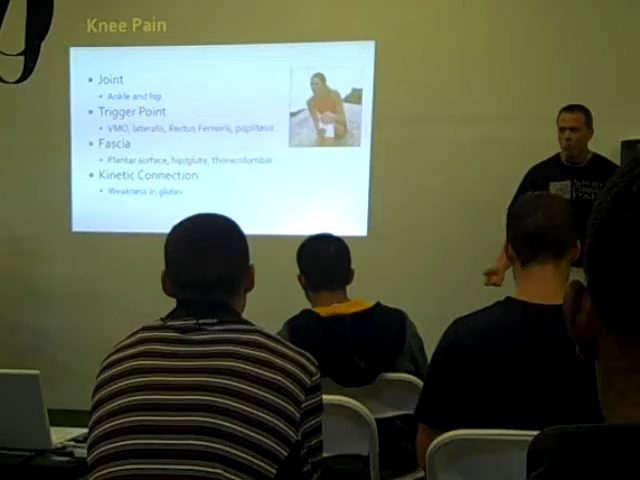 Knee Pain
Joint
Ankle and hip
Trigger Point
VMO, lateralis, Rectus Femoris, popliteus
Fascia
Plantar surface, hip/glute, thoracolumbar
Kinetic Connection
Weakness in glutes